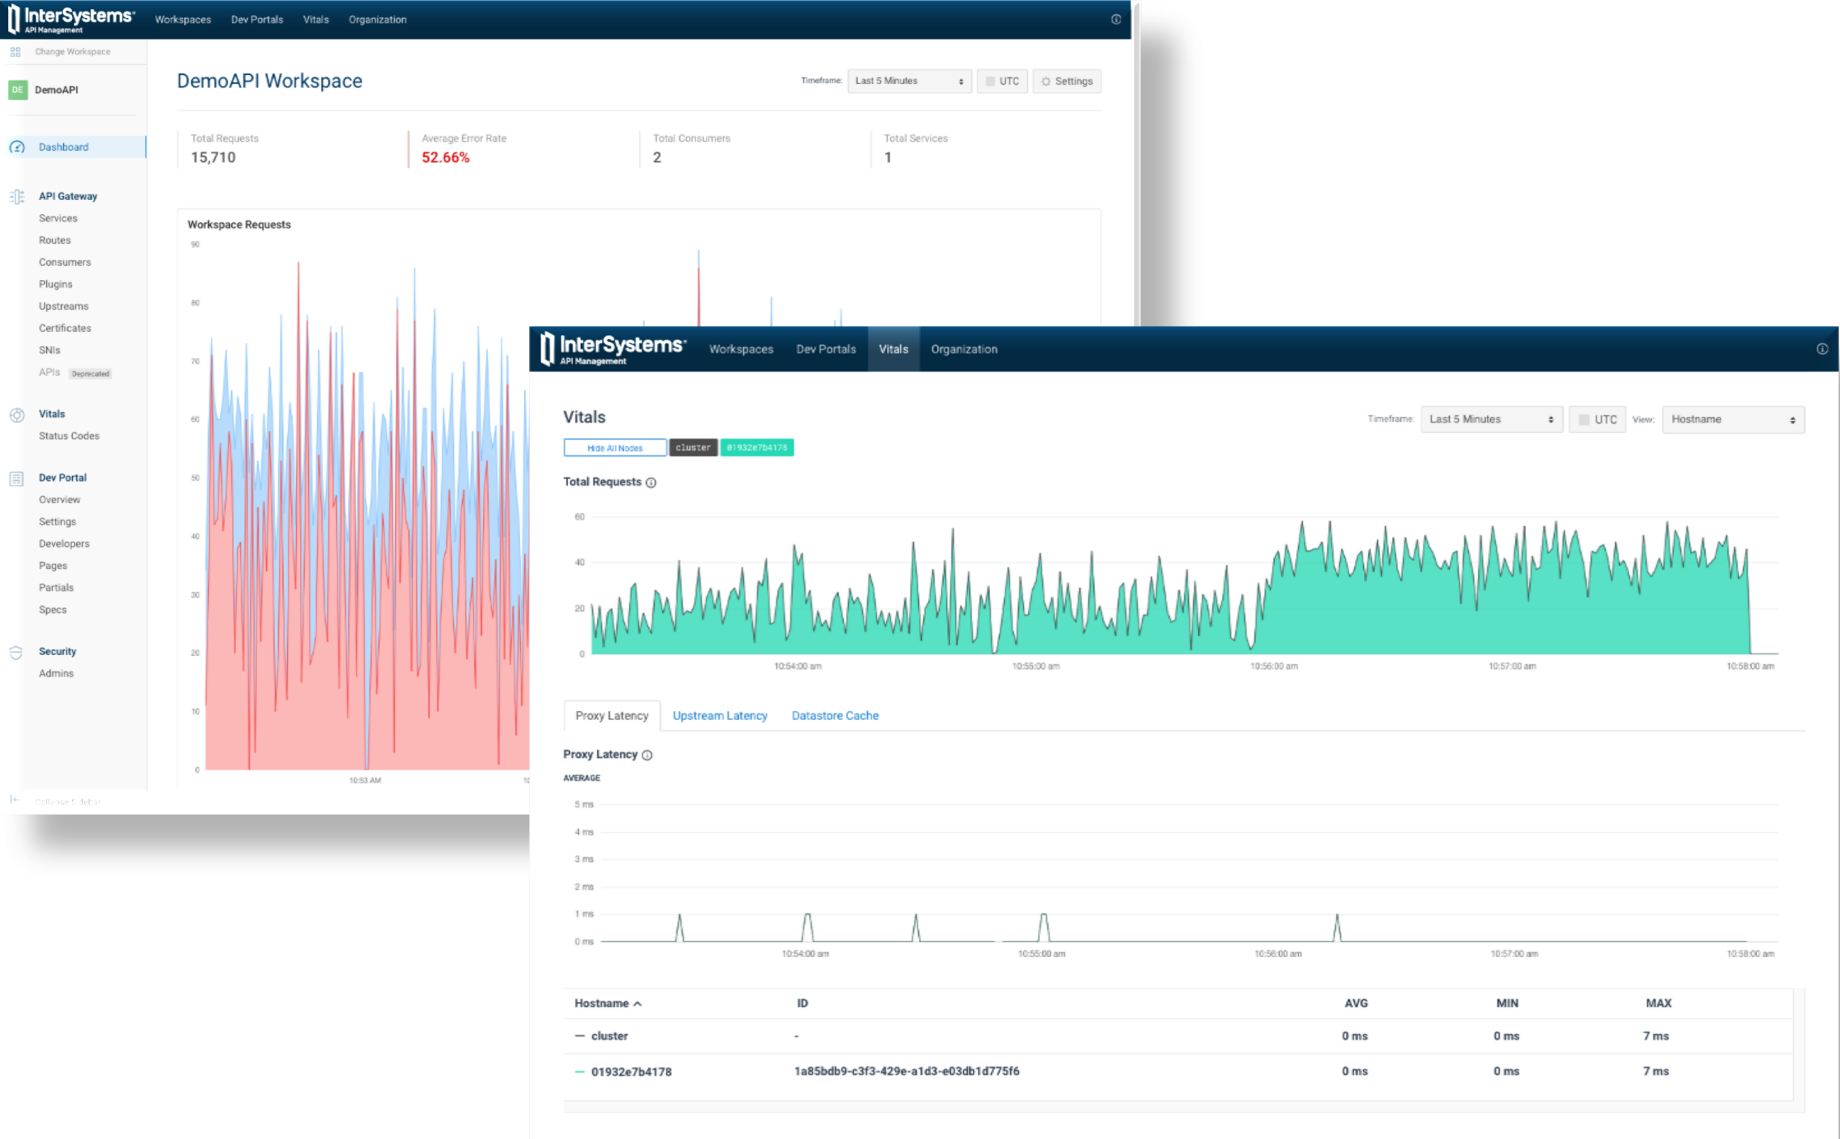 InterSystems
API Management
Workspaces Dev Portals Vitals Organization
Change Workspace
DE DemoAPI
Dashboard
API Gateway
Services
Routes
Consumers
Plugins
Upstreams
Certificates
SNIs
APIs Deprecated
Vitals
Status Codes
Dev Portal
Overview
Settings
Developers
Pages
Partials
Specs
Security
Admins
Collapse Sidebar
DemoAPI Workspace
Timeframe: Last 5 Minutes UTC Settings
Total Requests
15,710
Average Error Rate
52.66%
Total Consumers
2
Total Services
1
Workspace Requests
90
80
70
60
50
40
30
20
10
0
10:53 AM
InterSystems
API Management
Workspaces Dev Portals Vitals Organization
Vitals
Timeframe: Last 5 Minutes UTC View: Hostname
Hide All Nodes cluster 01932e7b4178
Total Requests
60
40
20
0
10:54:00 am 10:55:00 am 10:56:00 am 10:57:00 am 10:58:00 am
Proxy Latency Upstream Latency Datastore Cache
Proxy Latency
AVERAGE
5 ms
4 ms
3 ms
2 ms
1 ms
0 ms
10:54:00 am 10:55:00 am 10:56:00 am 10:57:00 am 10:58:00 am
Hostname ID AVG MIN MAX
cluster - 0 ms 0 ms 7 ms
01932e7b4178 1a85bdb9-c3f3-429e-a1d3-e03db1d775f6 0 ms 0 ms 7 ms